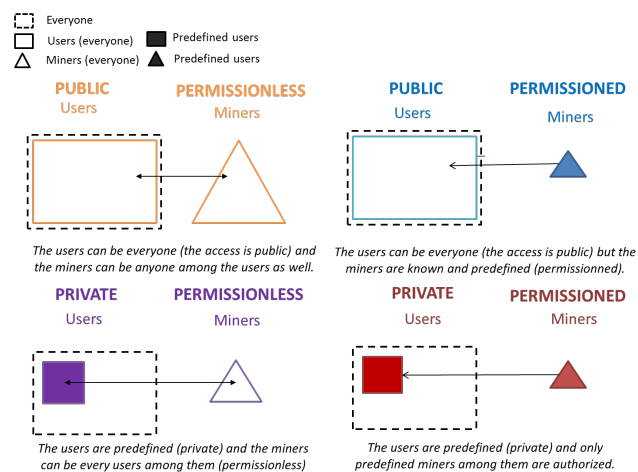 Everyone
Users (everyone)
Predefined users
Miners (everyone)
Predefined users
PUBLIC
Users
PERMISSIONLESS
Miners
PUBLIC
Users
PERMISSIONED
Miners
The users can be everyone (the access is public) and
the miners can be anyone among the users as well.
The users can be everyone (the access is public) but the
miners are known and predefined (permissionned).
PRIVATE
Users
PERMISSIONLESS
Miners
PRIVATE
Users
PERMISSIONED
Miners
The users are predefined (private) and the miners
can be every users among them (permissionless)
The users are predefined (private) and only
predefined miners among them are authorized.